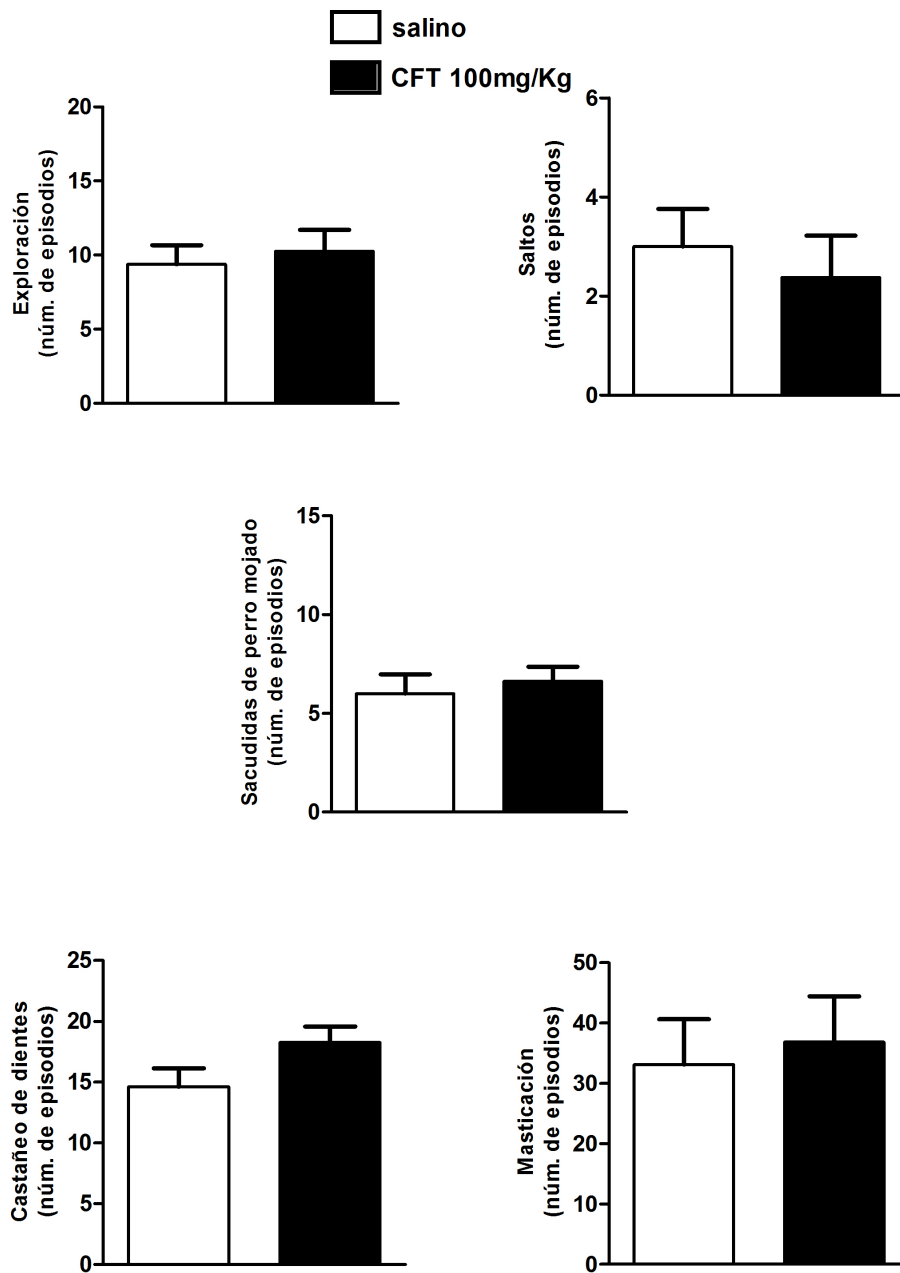 salino
CFT 100mg/Kg
Exploración
(núm. de episodios)
20
15
10
5
0
Saltos
(núm. de episodios)
6
4
2
0
Sacudidas de perro mojado
(núm. de episodios)
15
10
5
0
Castañeo de dientes
(núm. de episodios)
25
20
15
10
5
0
Masticación
(núm. de episodios)
50
40
30
20
10
0